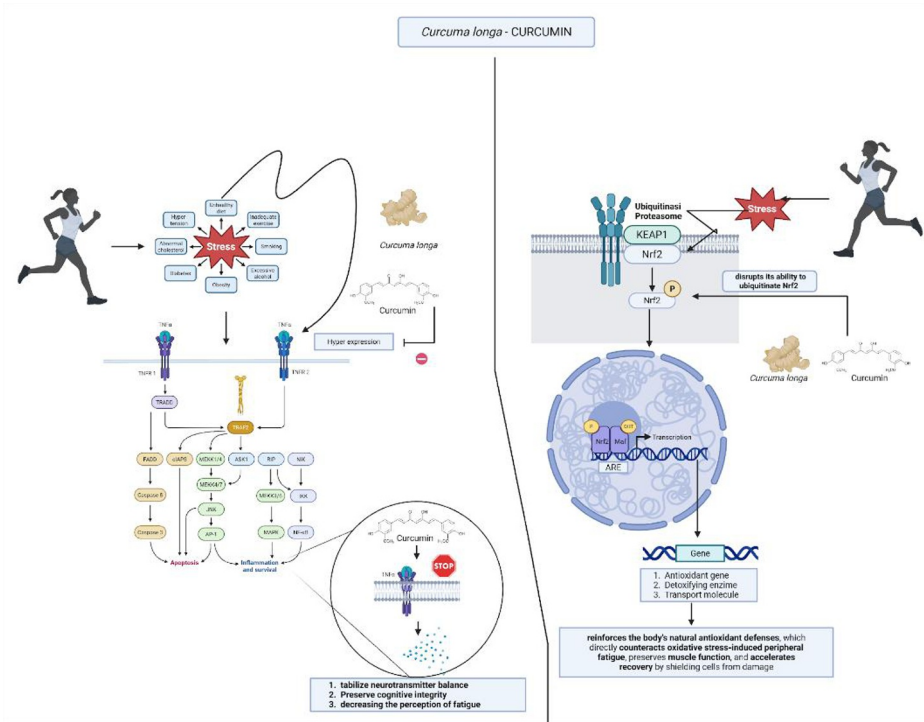 Curcuma longa - CURCUMIN
Unhealthy
diet
Hyper
tension
Inadequate
exercise
Abnormal
cholesterol
Stress
Smoking
Diabetes
Excessive
alcohol
Obesity
Curcuma longa
Curcumin
Hyper expression
TNFα
TNFα
TNFR 1
TNFR 2
TRADD
TRAF2
FADD
cIAPS
MEKK1/4
ASK1
RIP
NIK
Caspase 8
MEKK4/7
MEKK3/6
IKK
JNK
Caspase 3
AP-1
MAPK
NF-κB
Apoptosis
Inflammation
and survival
OCH₃
H₃CO
Curcumin
STOP
TNFα
1. tabilize neurotransmitter balance
2. Preserve cognitive integrity
3. decreasing the perception of fatigue
Ubiquitinasi
Proteasome
Stress
KEAP1
Nrf2
P
Nrf2
disrupts its ability to
ubiquitinate Nrf2
Curcuma longa
Curcumin
P
Nrf2
Maf
Transcription
ARE
Gene
1. Antioxidant gene
2. Detoxifying enzime
3. Transport molecule
reinforces the body's natural antioxidant defenses, which
directly counteracts oxidative stress-induced peripheral
fatigue, preserves muscle function, and accelerates
recovery by shielding cells from damage